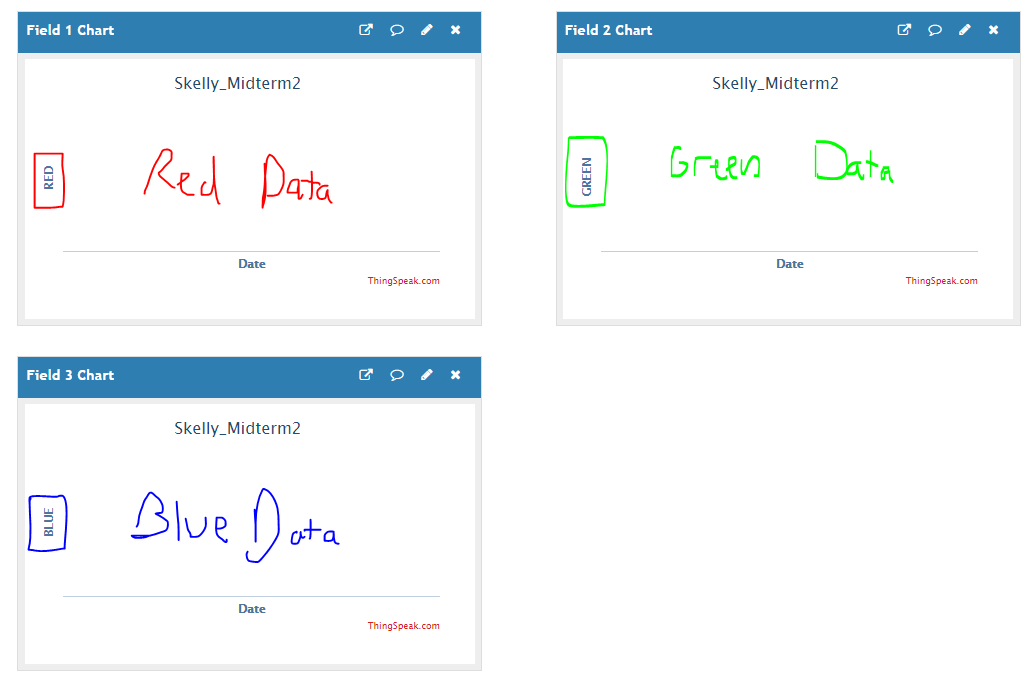 Field 1 Chart
Skelly_Midterm2
RED
Red Data
Date
ThingSpeak.com
Field 2 Chart
Skelly_Midterm2
GREEN
Green Data
Date
ThingSpeak.com
Field 3 Chart
Skelly_Midterm2
BLUE
Blue Data
Date
ThingSpeak.com